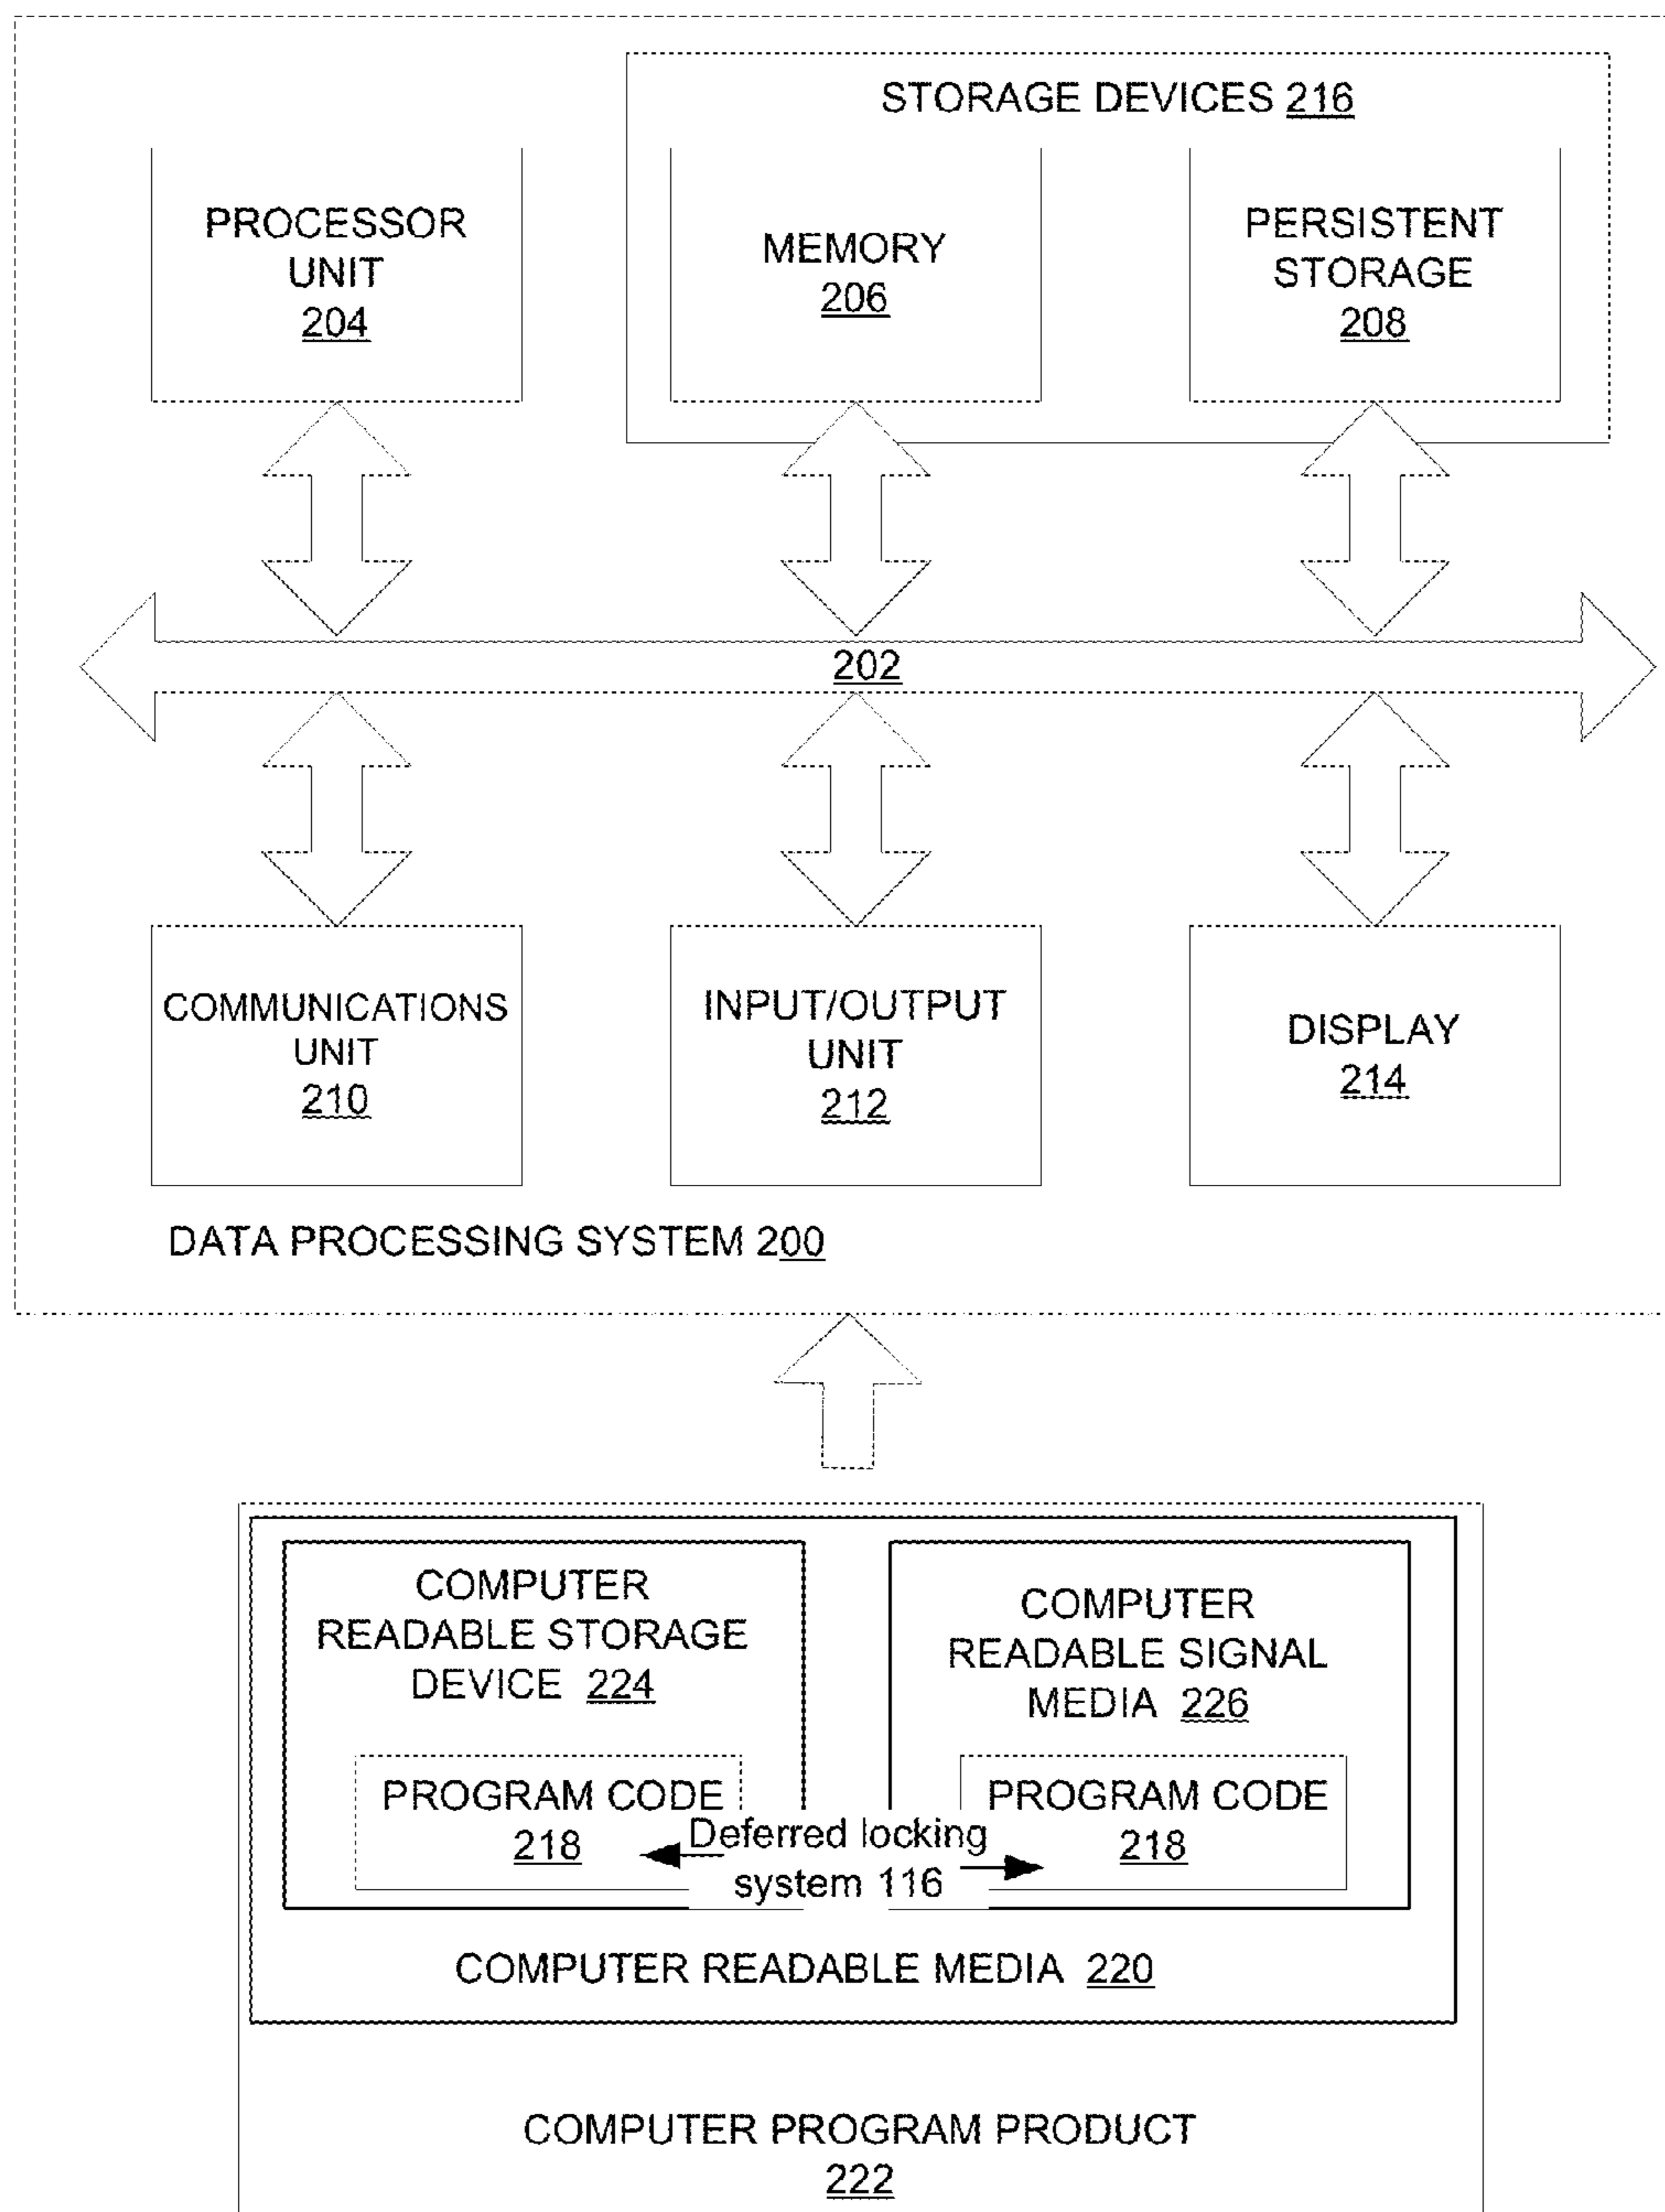 STORAGE DEVICES 216
PROCESSOR
UNIT
204
MEMORY
206
PERSISTENT
STORAGE
208
202
COMMUNICATIONS
UNIT
210
INPUT/OUTPUT
UNIT
212
DISPLAY
214
DATA PROCESSING SYSTEM 200
COMPUTER
READABLE STORAGE
DEVICE 224
COMPUTER
READABLE SIGNAL
MEDIA 226
PROGRAM CODE
218
Deferred locking
system 116
PROGRAM CODE
218
COMPUTER READABLE MEDIA 220
COMPUTER PROGRAM PRODUCT
222